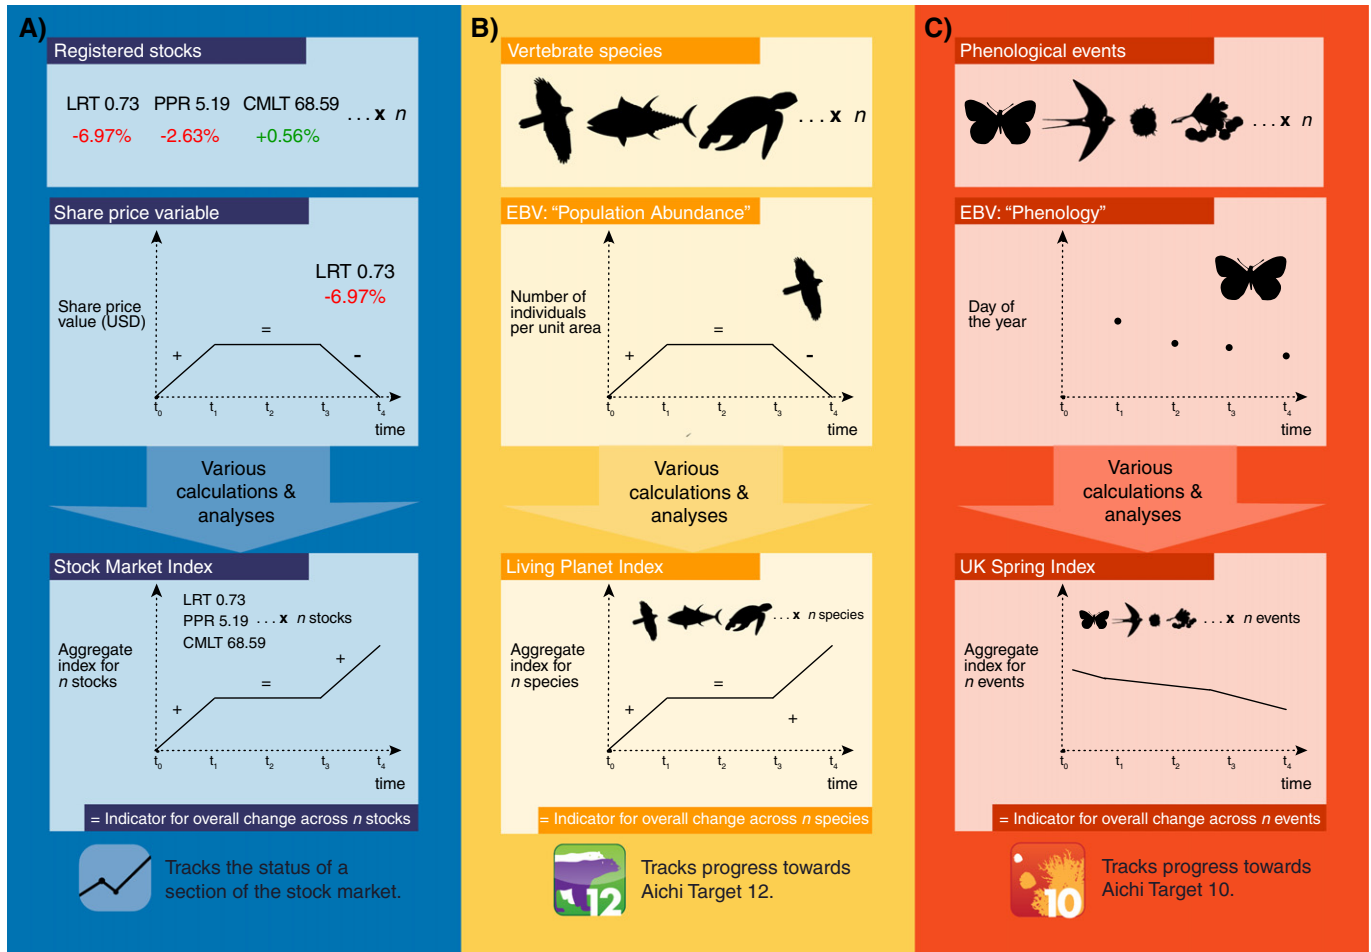 A)
Registered stocks
LRT 0.73 PPR 5.19 CMLT 68.59 ... x n
-6.97% -2.63% +0.56%
Share price variable
LRT 0.73
-6.97%
Share price
value (USD)
+ = -
t0 t1 t2 t3 t4
time
Various
calculations &
analyses
Stock Market Index
LRT 0.73
PPR 5.19 ... x n stocks
CMLT 68.59
Aggregate
index for
n stocks
+ = +
t0 t1 t2 t3 t4
time
= Indicator for overall change across n stocks
Tracks the status of a
section of the stock market.
B)
Vertebrate species
... x n
EBV: “Population Abundance”
Number of
individuals
per unit area
+ = -
t0 t1 t2 t3 t4
time
Various
calculations &
analyses
Living Planet Index
... x n species
Aggregate
index for
n species
+ = +
t0 t1 t2 t3 t4
time
= Indicator for overall change across n species
12
Tracks progress towards
Aichi Target 12.
C)
Phenological events
... x n
EBV: “Phenology”
Day of
the year
t0 t1 t2 t3 t4
time
Various
calculations &
analyses
UK Spring Index
... x n events
Aggregate
index for
n events
t0 t1 t2 t3 t4
time
= Indicator for overall change across n events
10
Tracks progress towards
Aichi Target 10.